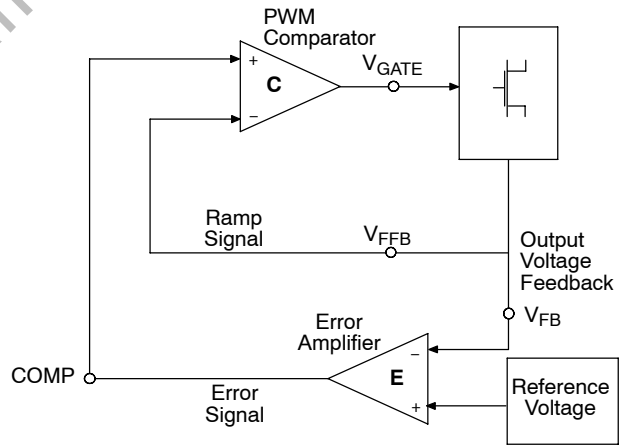 PWM
Comparator
+
C
−
VGATE
Ramp
Signal
VFFB
Output
Voltage
Feedback
VFB
Error
Amplifier
−
E
+
COMP
Error
Signal
Reference
Voltage